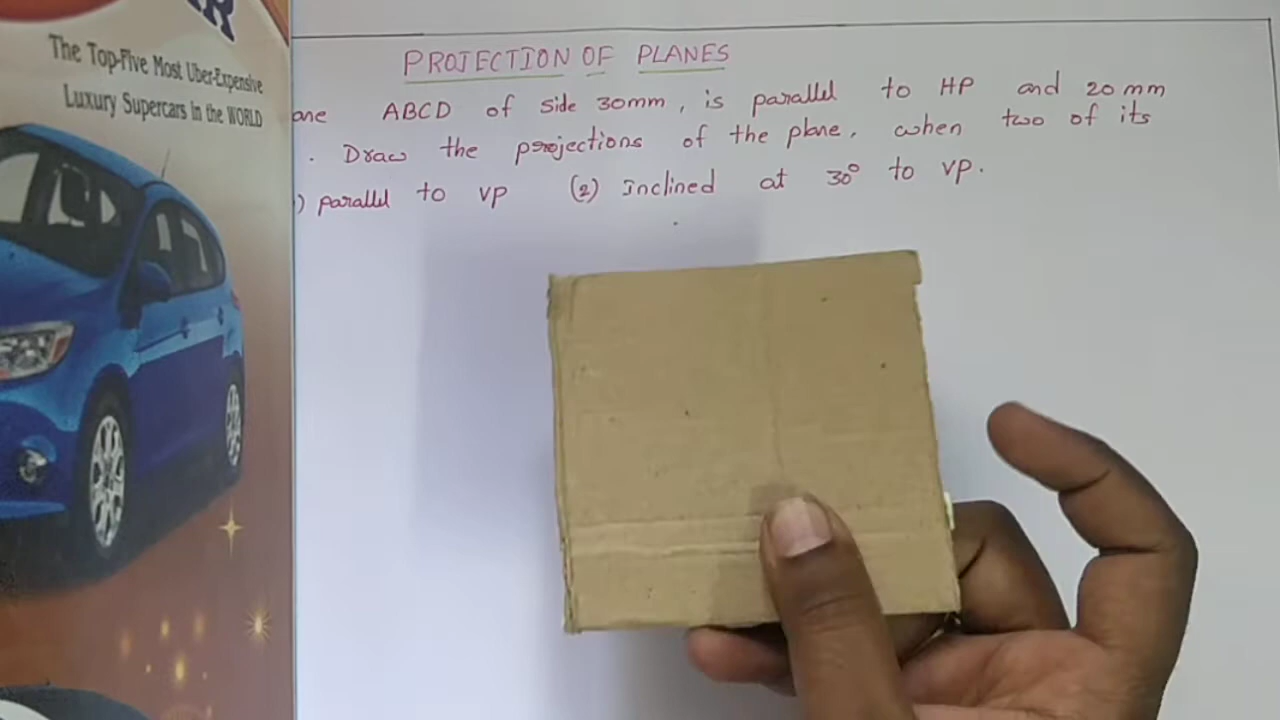 The Top-Five Most Uber-Expensive
Luxury Supercars in the WORLD
PROJECTION OF PLANES
ane ABCD of side 30mm, is parallel to HP and 20mm
. Draw the projections of the plane, when two of its
) parallel to VP (2) Inclined at 30° to VP.